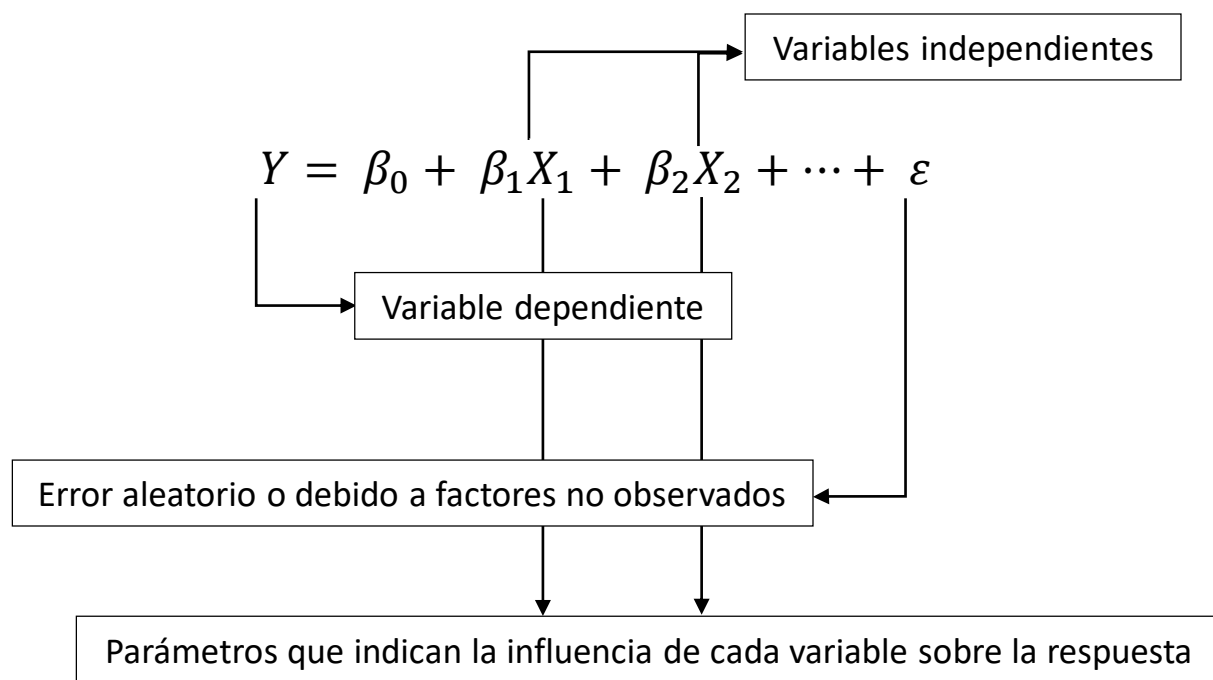 Variables independientes
Y = β₀ + β₁X₁ + β₂X₂ + ⋯ + ε
Variable dependiente
Error aleatorio o debido a factores no observados
Parámetros que indican la influencia de cada variable sobre la respuesta